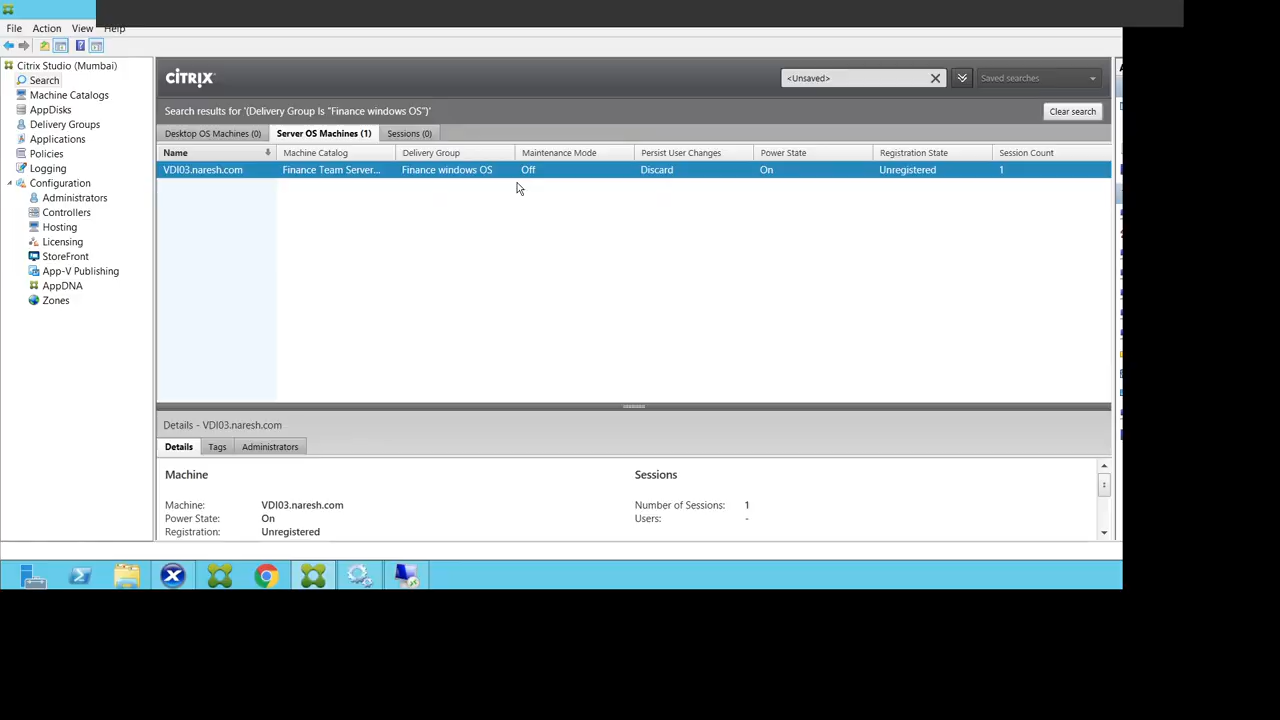 File Action View Help
Citrix Studio (Mumbai)
Search
Machine Catalogs
AppDisks
Delivery Groups
Applications
Policies
Logging
Configuration
Administrators
Controllers
Hosting
Licensing
StoreFront
App-V Publishing
AppDNA
Zones
CITRIX
<Unsaved> Saved searches
Search results for '(Delivery Group Is "Finance windows OS")' Clear search
Desktop OS Machines (0) Server OS Machines (1) Sessions (0)
Name Machine Catalog Delivery Group Maintenance Mode Persist User Changes Power State Registration State Session Count
VDI03.naresh.com Finance Team Server... Finance windows OS Off Discard On Unregistered 1
Details - VDI03.naresh.com
Details Tags Administrators
Machine Sessions
Machine: VDI03.naresh.com Number of Sessions: 1
Power State: On Users: -
Registration: Unregistered